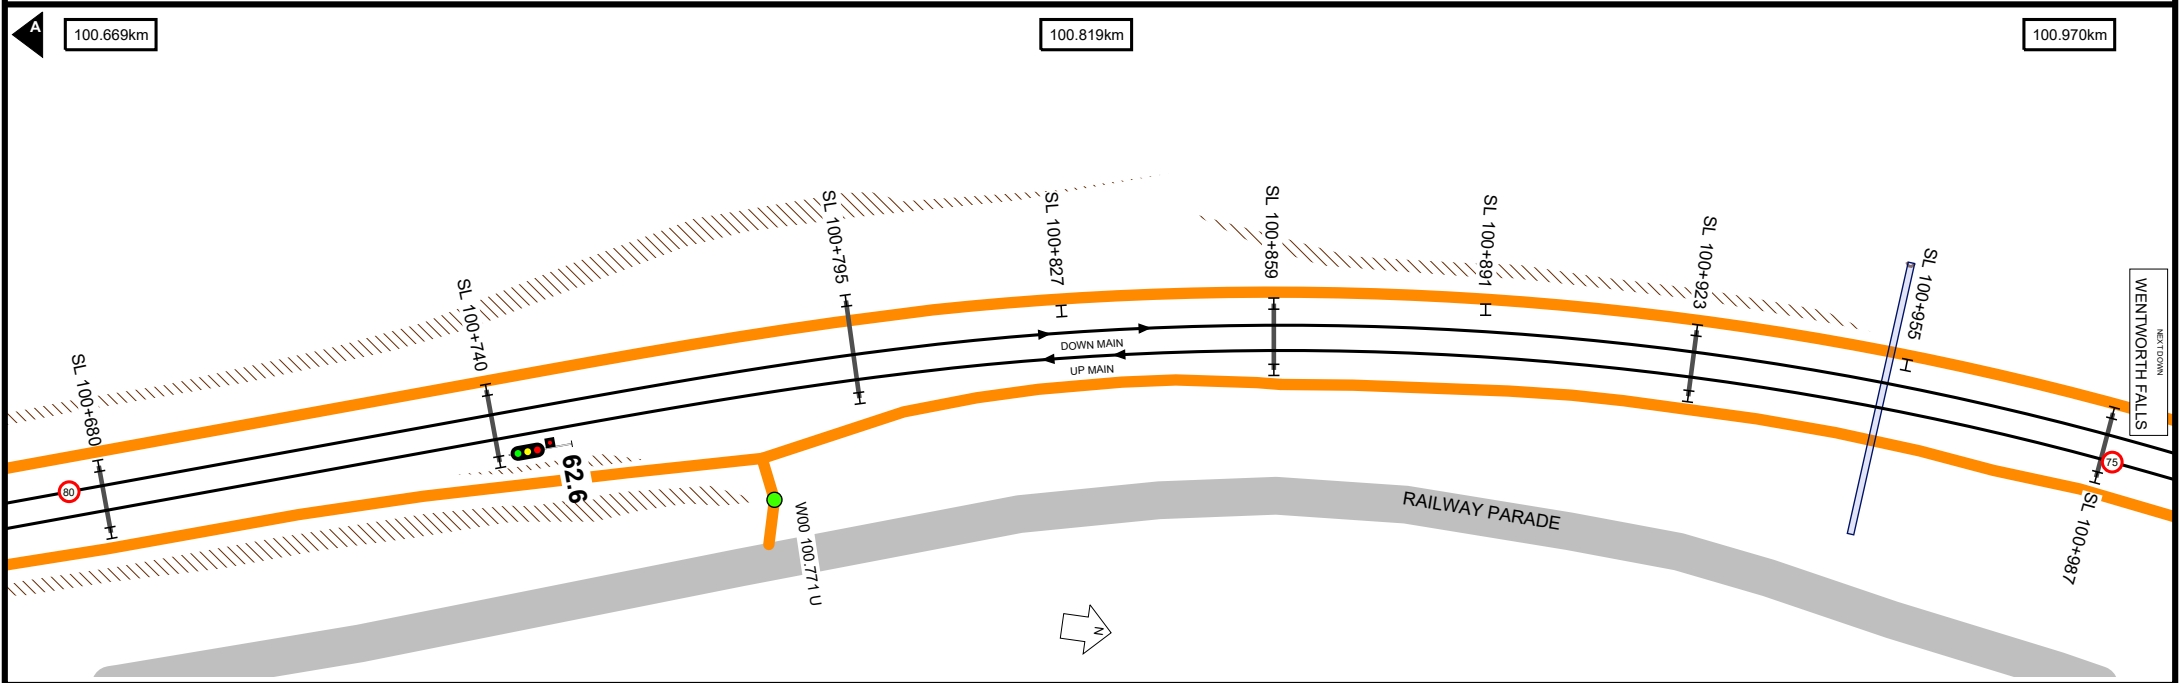 A
100.669km
100.819km
100.970km
SL 100+680
SL 100+740
SL 100+795
SL 100+827
SL 100+859
SL 100+891
SL 100+923
SL 100+955
NEXT DOWN
WENTWORTH FALLS
DOWN MAIN
UP MAIN
80
62.6
75
SL 100+987
W00 100.771 U
RAILWAY PARADE
N